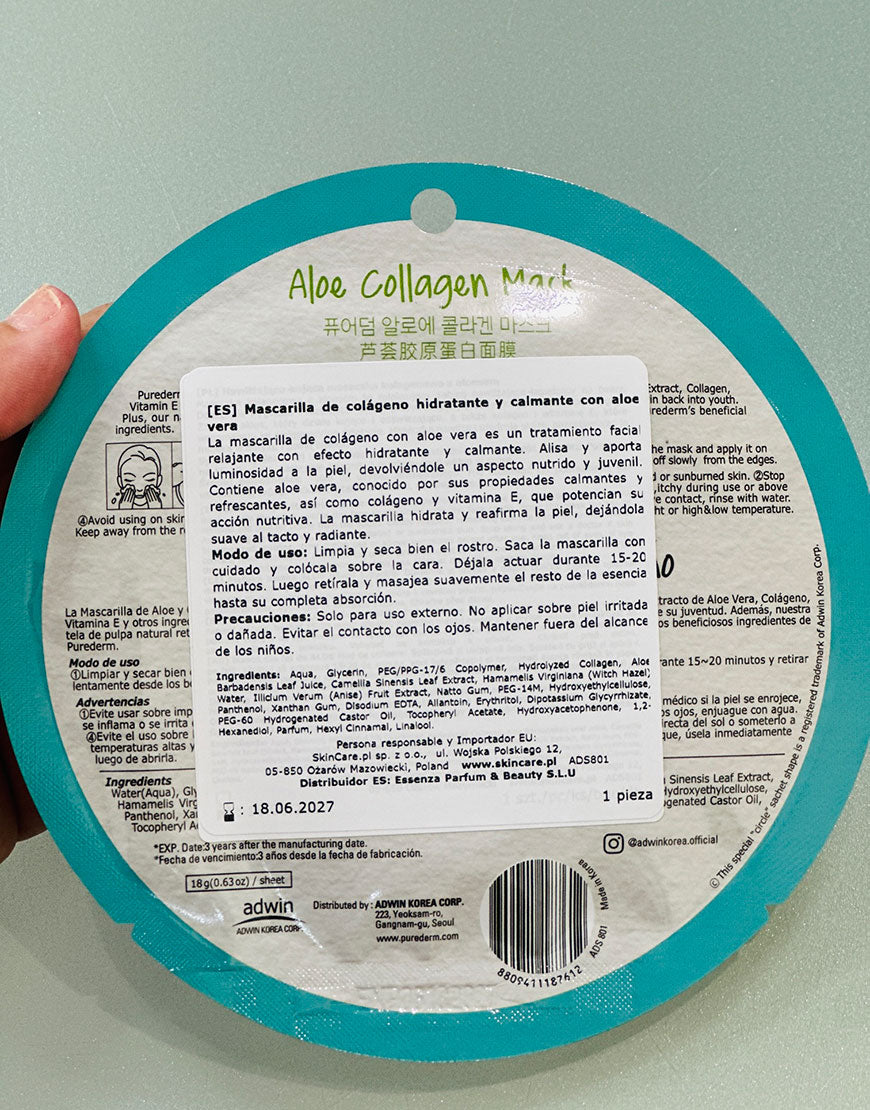 Aloe Collagen Mask
퓨어덤 알로에 콜라겐 마스크
芦荟胶原蛋白面膜
Purederm
Vitamin E
Plus, our
ingredients.
Extract, Collagen,
in back into youth.
beneficial
he mask and apply it on
off slowly from the edges.
or sunburned skin. ②Stop
itchy during use or above
contact, rinse with water.
ht or high&low temperature.
④Avoid using on skin
Keep away from the
[ES] Mascarilla de colágeno hidratante y calmante con aloe
vera
La mascarilla de colágeno con aloe vera es un tratamiento facial
relajante con efecto hidratante y calmante. Alisa y aporta
luminosidad a la piel, devolviéndole un aspecto nutrido y juvenil.
Contiene aloe vera, conocido por sus propiedades calmantes y
refrescantes, así como colágeno y vitamina E, que potencian su
acción nutritiva. La mascarilla hidrata y reafirma la piel, dejándola
suave al tacto y radiante.
Modo de uso: Limpia y seca bien el rostro. Saca la mascarilla con
cuidado y colócala sobre la cara. Déjala actuar durante 15-20
minutos. Luego retírala y masajea suavemente el resto de la esencia
hasta su completa absorción.
Precauciones: Solo para uso externo. No aplicar sobre piel irritada
o dañada. Evitar el contacto con los ojos. Mantener fuera del alcance
de los niños.
Ingredients: Aqua, Glycerin, PEG/PPG-17/6 Copolymer, Hydrolyzed Collagen, Aloe
Barbadensis Leaf Juice, Camellia Sinensis Leaf Extract, Hamamelis Virginiana (Witch Hazel)
Water, Illicium Verum (Anise) Fruit Extract, Natto Gum, PEG-14M, Hydroxyethylcellulose,
Panthenol, Xanthan Gum, Disodium EDTA, Allantoin, Erythritol, Dipotassium Glycyrrhizate,
PEG-60 Hydrogenated Castor Oil, Tocopheryl Acetate, Hydroxyacetophenone, 1,2-
Hexanediol, Parfum, Hexyl Cinnamal, Linalool.
Persona responsable y Importador EU:
SkinCare.pl sp. z o.o., ul. Wojska Polskiego 12,
05-850 Ożarów Mazowiecki, Poland www.skincare.pl ADS801
Distribuidor ES: Essenza Parfum & Beauty S.L.U
: 18.06.2027
1 pieza
La Mascarilla de Aloe y
Vitamina E y otros ingre
tela de pulpa natural ret
Purederm.
Modo de uso
①Limpiar y secar bien
lentamente desde los b
Advertencias
①Evite usar sobre imp
se inflama o se irrita
④Evite el uso sobre
temperaturas altas y
luego de abrirla.
tracto de Aloe Vera, Colágeno,
e su juventud. Además, nuestra
os beneficiosos ingredientes de
rante 15~20 minutos y retirar
médico si la piel se enrojece,
os ojos, enjuague con agua.
recta del sol o someterlo a
que, úsela inmediatamente
Ingredients
Water(Aqua), Gly
Hamamelis Virg
Panthenol, Xa
Tocopheryl A
Sinensis Leaf Extract,
Hydroxyethylcellulose,
ogenated Castor Oil,
*EXP. Date:3 years after the manufacturing date.
*Fecha de vencimiento:3 años desde la fecha de fabricación.
@adwinkorea.official
18g(0.63oz) / sheet
adwin
ADWIN KOREA CORP.
Distributed by : ADWIN KOREA CORP.
223, Yeoksam-ro,
Gangnam-gu, Seoul
www.purederm.com
8809411187612
ADS 801 Made in Korea
© This special "circle" sachet shape is a registered trademark of Adwin Korea Corp.